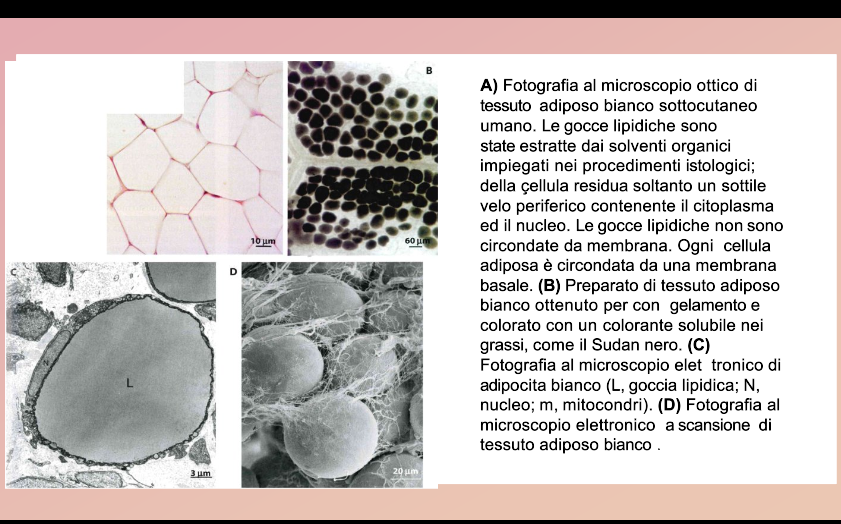 B
10 µm
60 µm
C
L
3 µm
D
20 µm
A) Fotografia al microscopio ottico di
tessuto adiposo bianco sottocutaneo
umano. Le gocce lipidiche sono
state estratte dai solventi organici
impiegati nei procedimenti istologici;
della çellula residua soltanto un sottile
velo periferico contenente il citoplasma
ed il nucleo. Le gocce lipidiche non sono
circondate da membrana. Ogni cellula
adiposa è circondata da una membrana
basale. (B) Preparato di tessuto adiposo
bianco ottenuto per con gelamento e
colorato con un colorante solubile nei
grassi, come il Sudan nero. (C)
Fotografia al microscopio elet tronico di
adipocita bianco (L, goccia lipidica; N,
nucleo; m, mitocondri). (D) Fotografia al
microscopio elettronico a scansione di
tessuto adiposo bianco .